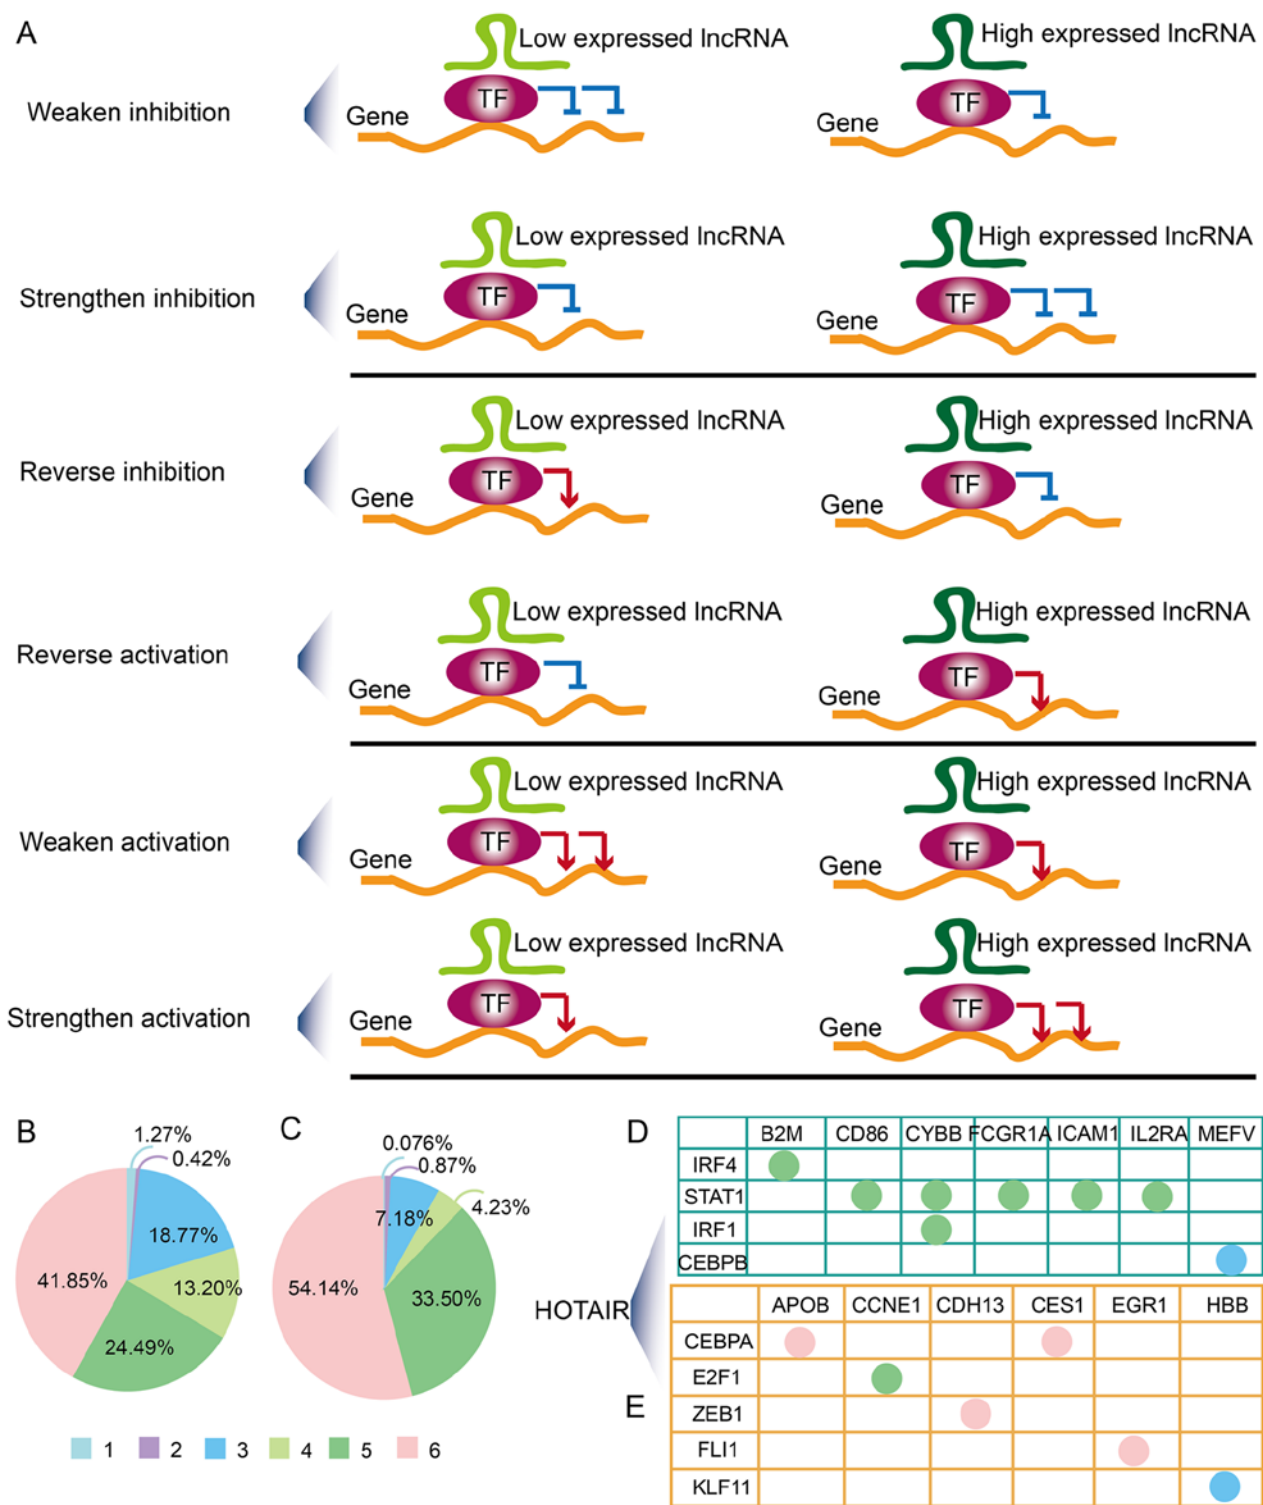 A
Low expressed lncRNA
High expressed lncRNA
Weaken inhibition
Gene
TF
Gene
TF
Low expressed lncRNA
High expressed lncRNA
Strengthen inhibition
Gene
TF
Gene
TF
Low expressed lncRNA
High expressed lncRNA
Reverse inhibition
Gene
TF
Gene
TF
Low expressed lncRNA
High expressed lncRNA
Reverse activation
Gene
TF
Gene
TF
Low expressed lncRNA
High expressed lncRNA
Weaken activation
Gene
TF
Gene
TF
Low expressed lncRNA
High expressed lncRNA
Strengthen activation
Gene
TF
Gene
TF
B
1.27%
0.42%
18.77%
13.20%
24.49%
41.85%
C
0.076%
0.87%
7.18%
4.23%
33.50%
54.14%
1 2 3 4 5 6
HOTAIR
D
B2M CD86 CYBB FCGR1A ICAM1 IL2RA MEFV
IRF4
STAT1
IRF1
CEBPB
E
APOB CCNE1 CDH13 CES1 EGR1 HBB
CEBPA
E2F1
ZEB1
FLI1
KLF11